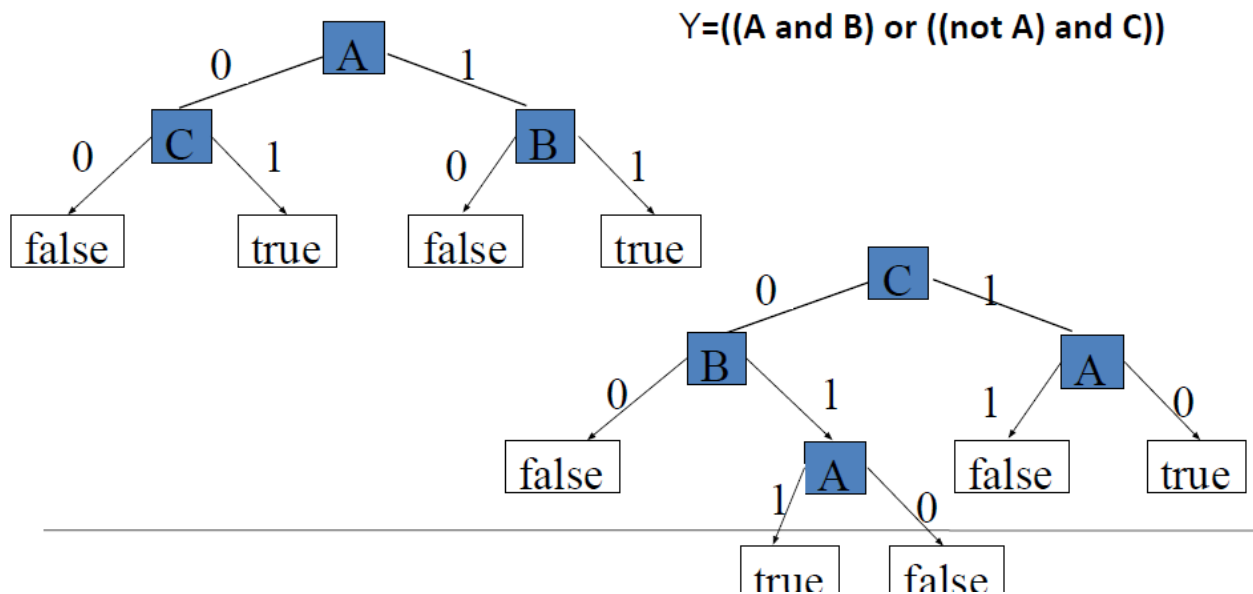 Y=((A and B) or ((not A) and C))
A
0 1
C B
0 1 0 1
false true false true
C
0 1
B A
0 1 1 0
false A false true
1 0
true false